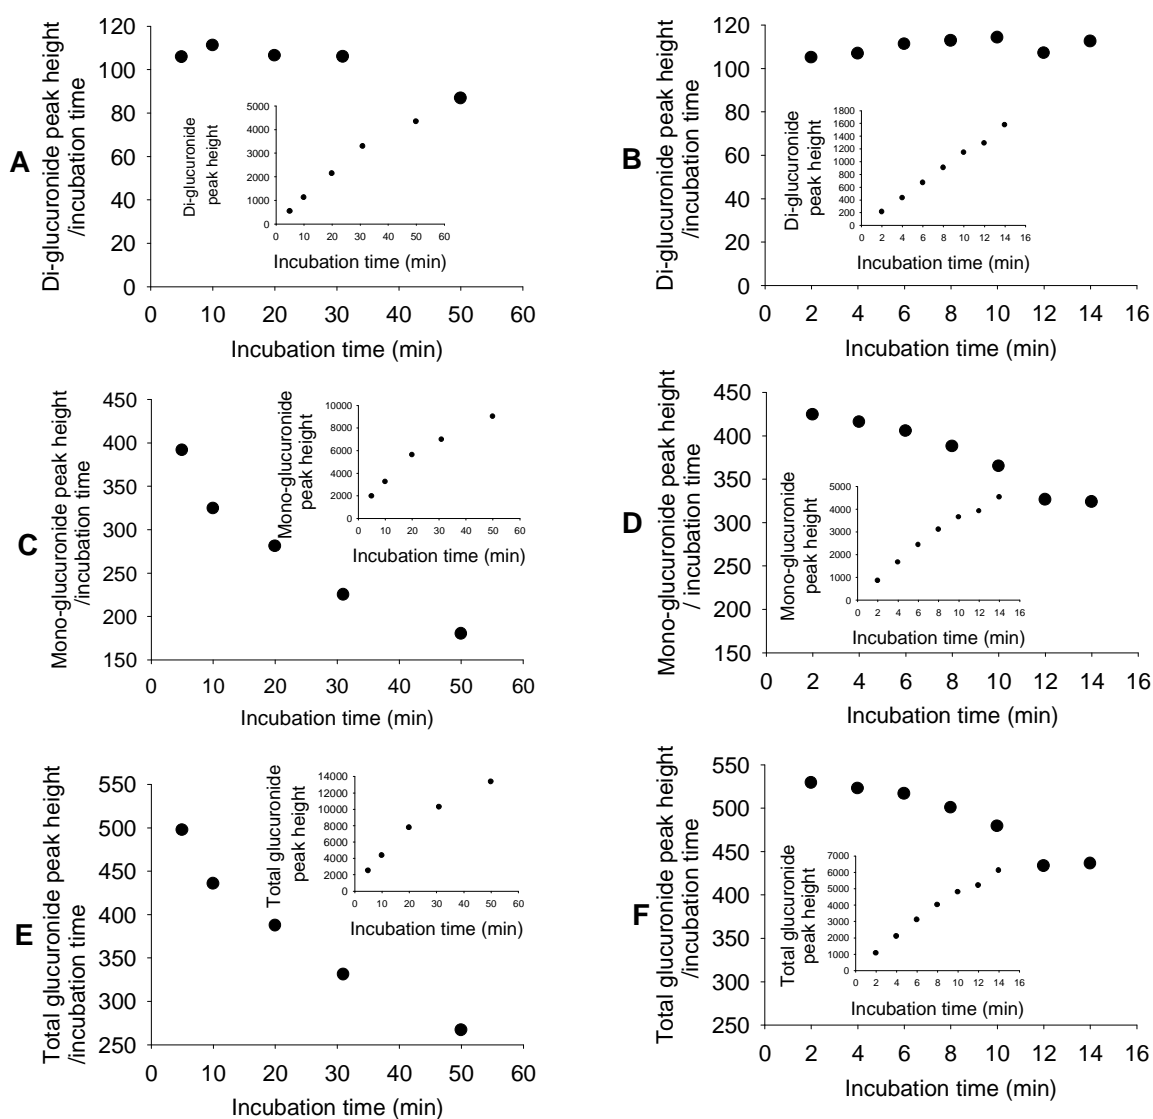 A
Di-glucuronide peak height
/incubation time
120
100
80
60
40
20
0
0 10 20 30 40 50 60
Incubation time (min)
Di-glucuronide
peak height
5000
4000
3000
2000
1000
0
0 10 20 30 40 50 60
Incubation time (min)
B
Di-glucuronide peak height
/incubation time
120
100
80
60
40
20
0
0 2 4 6 8 10 12 14 16
Incubation time (min)
Di-glucuronide
peak height
1800
1600
1400
1200
1000
800
600
400
200
0
0 2 4 6 8 10 12 14 16
Incubation time (min)
C
Mono-glucuronide peak height
/incubation time
450
400
350
300
250
200
150
0 10 20 30 40 50 60
Incubation time (min)
Mono-glucuronide
peak height
10000
8000
6000
4000
2000
0
0 10 20 30 40 50 60
Incubation time (min)
D
Mono-glucuronide peak height
/ incubation time
450
400
350
300
250
200
150
0 2 4 6 8 10 12 14 16
Incubation time (min)
Mono-glucuronide
peak height
5000
4000
3000
2000
1000
0
0 2 4 6 8 10 12 14 16
Incubation time (min)
E
Total glucuronide peak height
/incubation time
550
500
450
400
350
300
250
0 10 20 30 40 50 60
Incubation time (min)
Total glucuronide
peak height
14000
12000
10000
8000
6000
4000
2000
0
0 10 20 30 40 50 60
Incubation time (min)
F
Total glucuronide peak height
/incubation time
550
500
450
400
350
300
250
0 2 4 6 8 10 12 14 16
Incubation time (min)
Total glucuronide
peak height
7000
6000
5000
4000
3000
2000
1000
0
0 2 4 6 8 10 12 14 16
Incubation time (min)